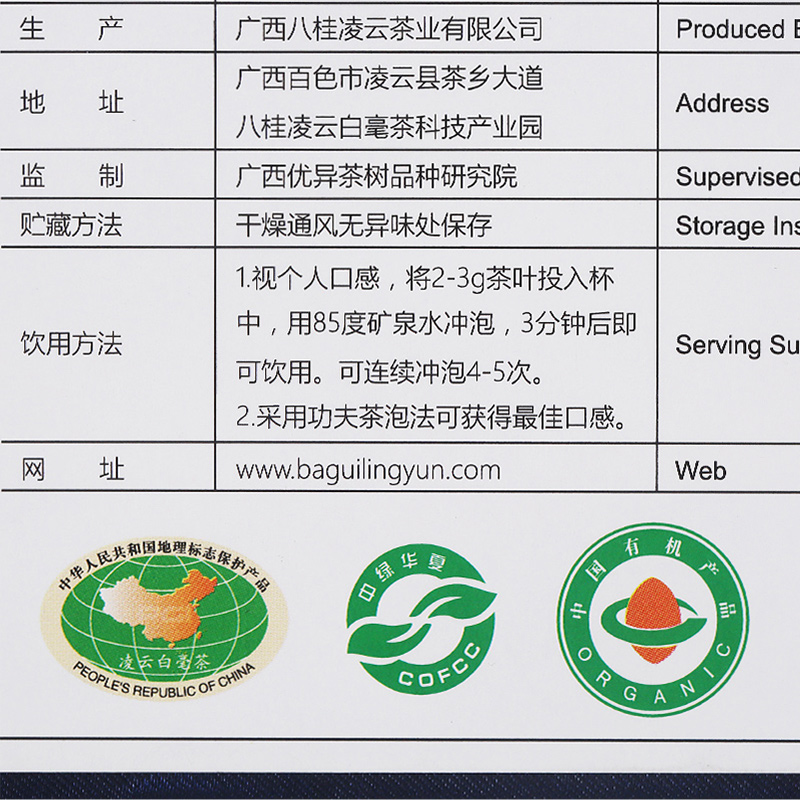 生 产 广西八桂凌云茶业有限公司 Produced
地 址 广西百色市凌云县茶乡大道 Address
八桂凌云白毫茶科技产业园
监 制 广西优异茶树品种研究院 Supervised
贮藏方法 干燥通风无异味处保存 Storage Ins
饮用方法 1.视个人口感，将2-3g茶叶投入杯
中，用85度矿泉水冲泡，3分钟后即
可饮用。可连续冲泡4-5次。 Serving Su
2.采用功夫茶泡法可获得最佳口感。
网 址 www.baguilingyun.com Web
中华人民共和国地理标志保护产品
凌云白毫茶
PEOPLE'S REPUBLIC OF CHINA
中绿华夏
COFCC
中国有机产品
ORGANIC